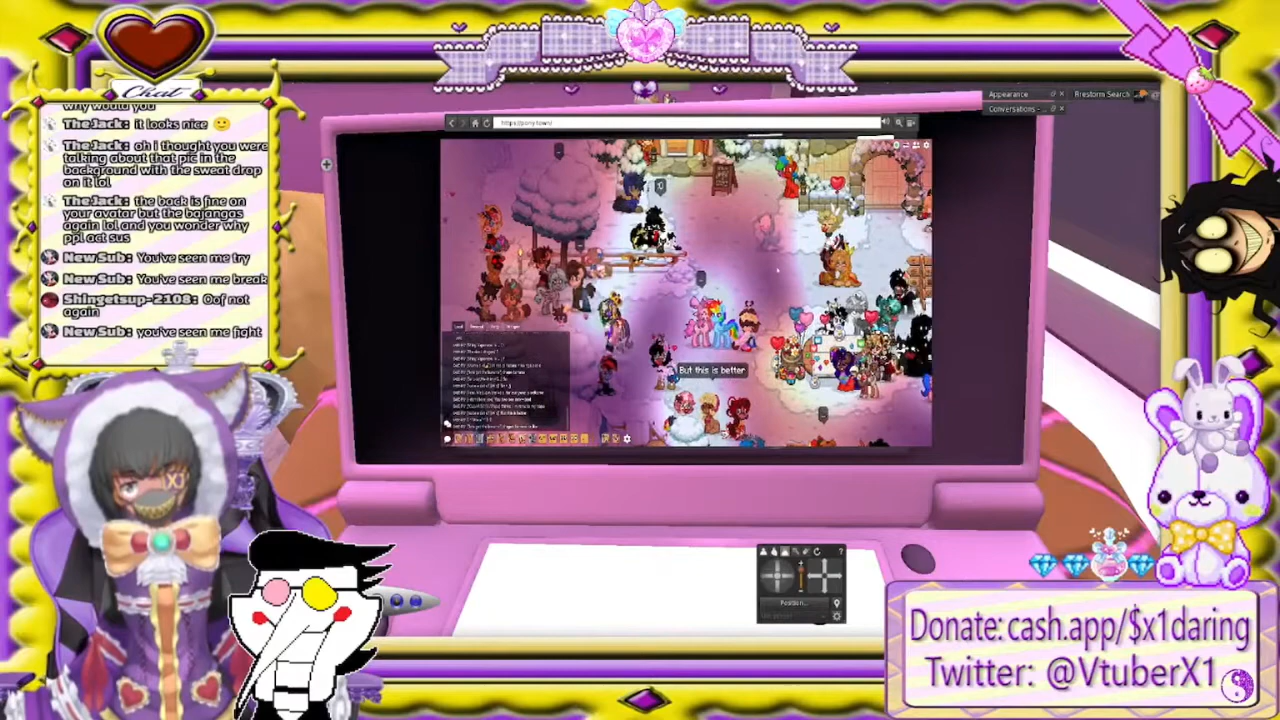 Chat
why would you
TheJack: it looks nice 🙂
TheJack: oh i thought you were
talking about that pic in the
background with the sweat drop
on it lol
TheJack: the back is fine on
your avatar but the bajangas
again lol and you wonder why
ppl act sus
NewSub: You've seen me try
NewSub: You've seen me break
Shingetsup-2108: Oof not
again
NewSub: you've seen me fight
Appearance
Firestorm Search
Conversations
https://pony.town/
But this is better
Position...
Donate: cash.app/$x1daring
Twitter: @VtuberX1